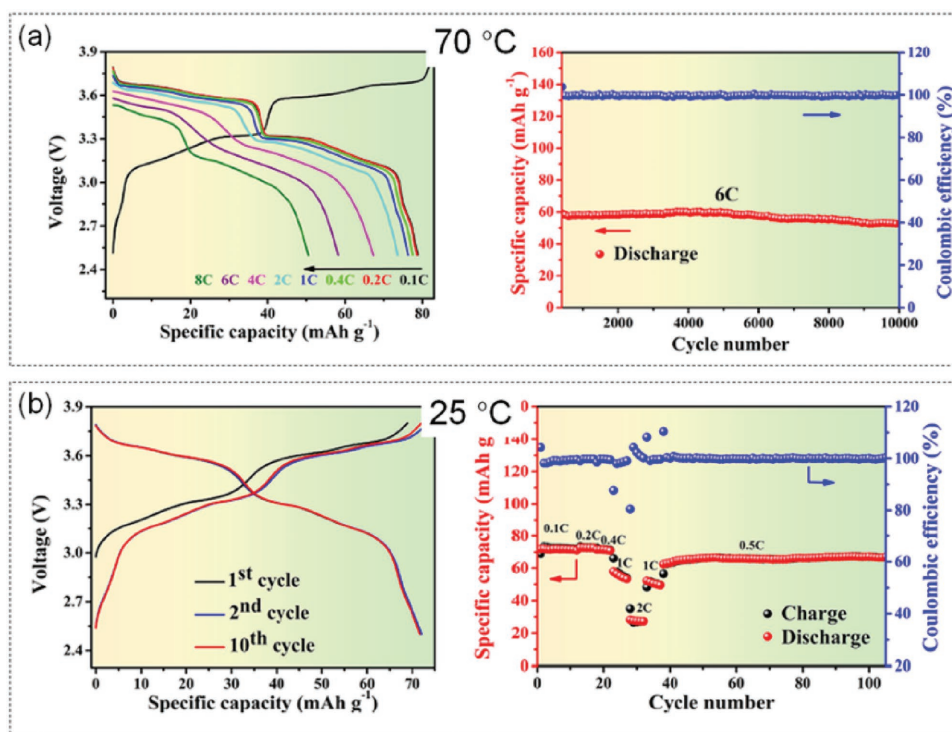 (a)
70 °C
3.9
3.6
3.3
3.0
2.4
Voltage (V)
8C 6C 4C 2C 1C 0.4C 0.2C 0.1C
0 20 40 60 80
Specific capacity (mAh g-1)
160
140
120
100
80
60
40
20
0
Specific capacity (mAh g-1)
6C
Discharge
2000 4000 6000 8000 10000
Cycle number
120
100
80
60
40
20
0
Coulombic efficiency (%)
(b)
25 °C
3.9
3.6
3.3
3.0
2.7
2.4
Voltage (V)
1st cycle
2nd cycle
10th cycle
0 10 20 30 40 50 60 70
Specific capacity (mAh g-1)
0
140
120
100
80
60
40
20
0
Specific capacity (mAh g
0.1C 0.2C 0.4C
1C
2C
1C
0.5C
Charge
Discharge
0 20 40 60 80 100
Cycle number
120
100
80
60
40
20
Coulombic efficiency (%)